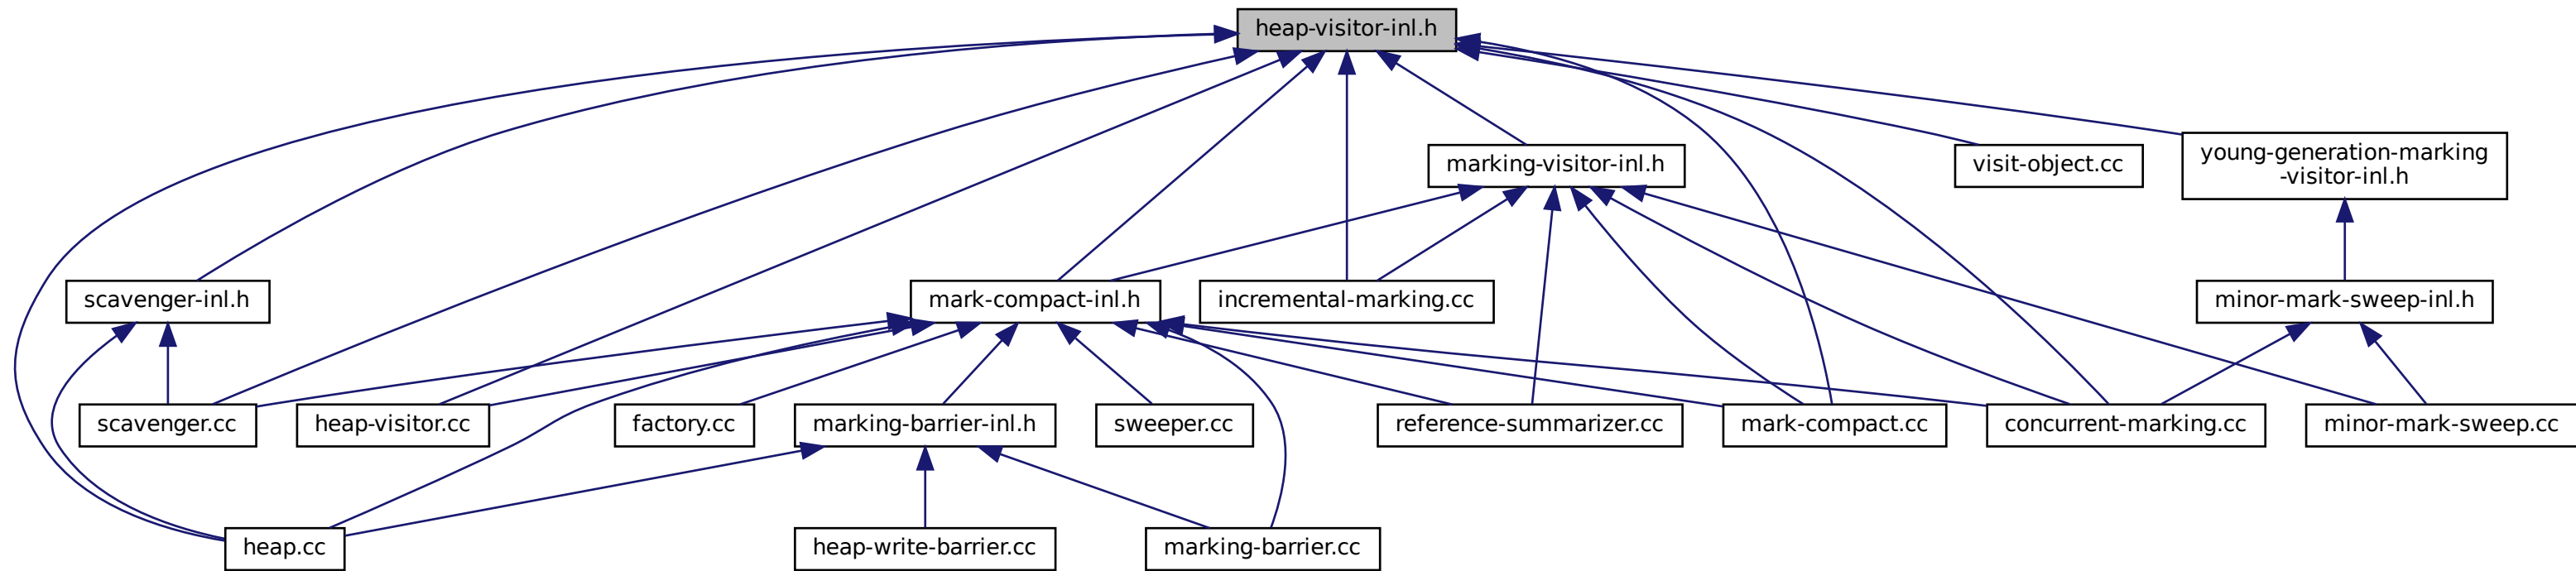 heap-visitor-inl.h
marking-visitor-inl.h
visit-object.cc
young-generation-marking
-visitor-inl.h
scavenger-inl.h
mark-compact-inl.h
incremental-marking.cc
minor-mark-sweep-inl.h
scavenger.cc
heap-visitor.cc
factory.cc
marking-barrier-inl.h
sweeper.cc
reference-summarizer.cc
mark-compact.cc
concurrent-marking.cc
minor-mark-sweep.cc
heap.cc
heap-write-barrier.cc
marking-barrier.cc